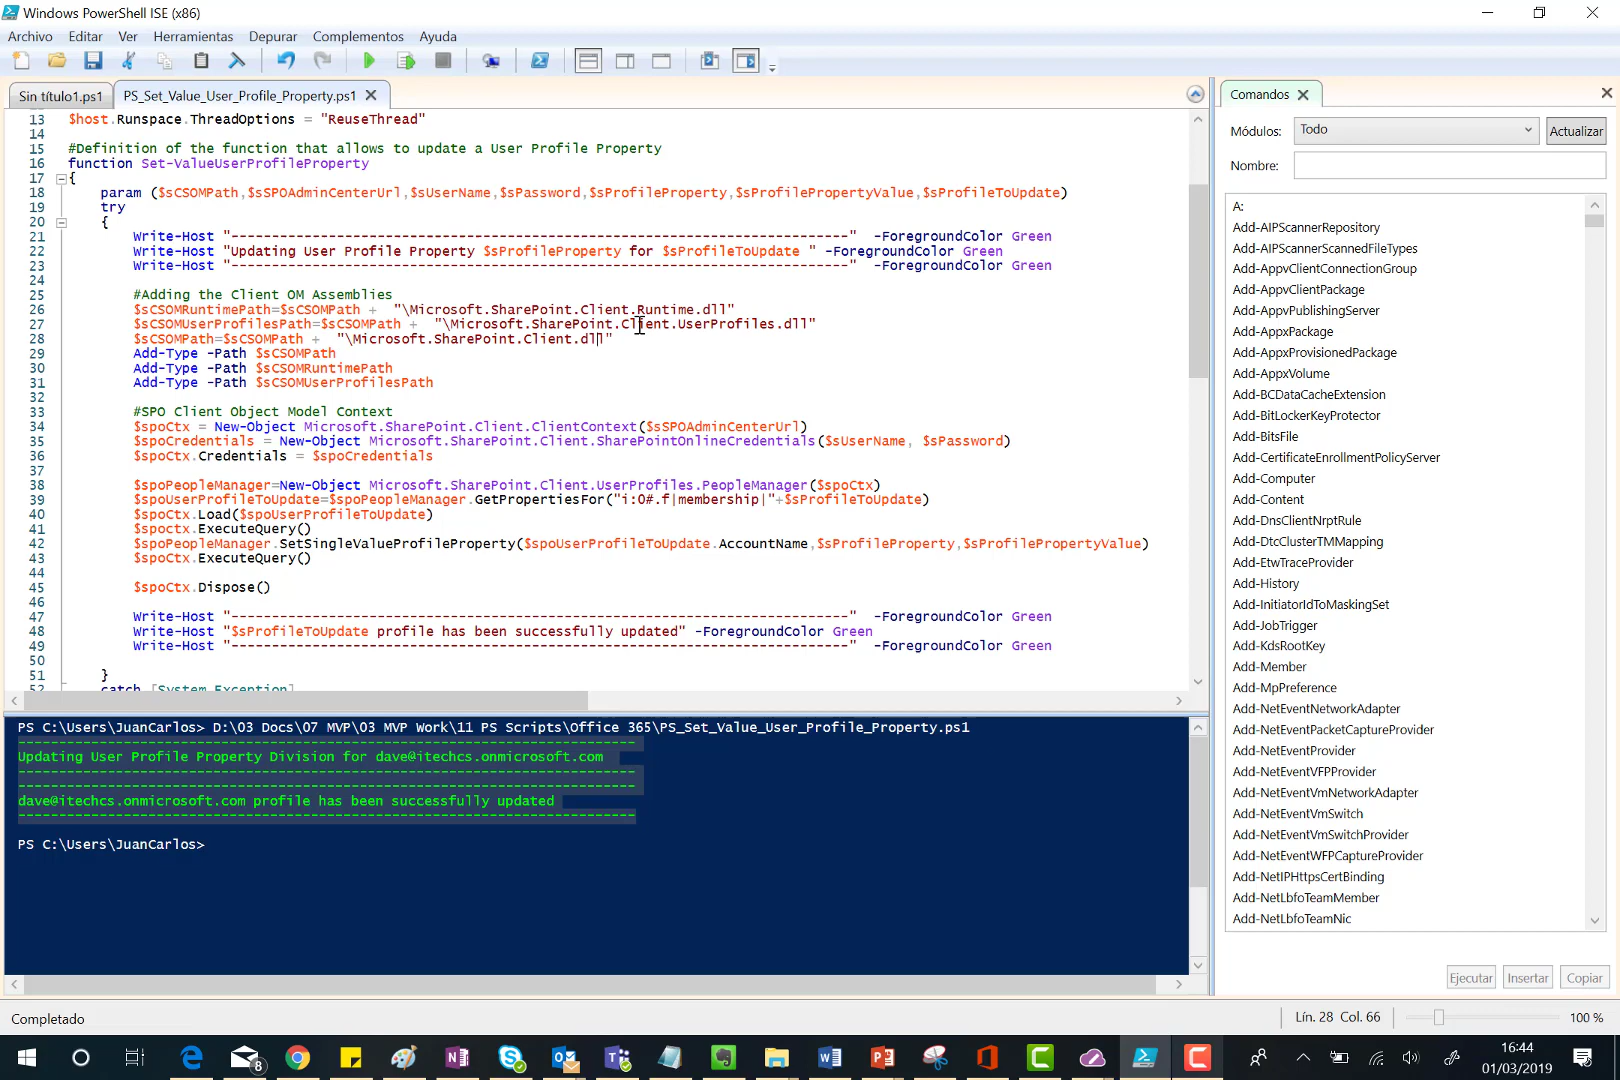 Windows PowerShell ISE (x86)
Archivo Editar Ver Herramientas Depurar Complementos Ayuda
Sin título1.ps1 PS_Set_Value_User_Profile_Property.ps1
13 $host.Runspace.ThreadOptions = "ReuseThread"
14
15 #Definition of the function that allows to update a User Profile Property
16 function Set-ValueUserProfileProperty
17 {
18 param ($sCSOMPath,$sSPOAdminCenterUrl,$sUserName,$sPassword,$sProfileProperty,$sProfilePropertyValue,$sProfileToUpdate)
19 try
20 {
21 Write-Host "----------------------------------------------------------------------------" -ForegroundColor Green
22 Write-Host "Updating User Profile Property $sProfileProperty for $sProfileToUpdate " -ForegroundColor Green
23 Write-Host "----------------------------------------------------------------------------" -ForegroundColor Green
24
25 #Adding the Client OM Assemblies
26 $sCSOMRuntimePath=$sCSOMPath + "\Microsoft.SharePoint.Client.Runtime.dll"
27 $sCSOMUserProfilesPath=$sCSOMPath + "\Microsoft.SharePoint.Client.UserProfiles.dll"
28 $sCSOMPath=$sCSOMPath + "\Microsoft.SharePoint.Client.dll"
29 Add-Type -Path $sCSOMPath
30 Add-Type -Path $sCSOMRuntimePath
31 Add-Type -Path $sCSOMUserProfilesPath
32
33 #SPO Client Object Model Context
34 $spoCtx = New-Object Microsoft.SharePoint.Client.ClientContext($sSPOAdminCenterUrl)
35 $spoCredentials = New-Object Microsoft.SharePoint.Client.SharePointOnlineCredentials($sUserName, $sPassword)
36 $spoCtx.Credentials = $spoCredentials
37
38 $spoPeopleManager=New-Object Microsoft.SharePoint.Client.UserProfiles.PeopleManager($spoCtx)
39 $spoUserProfileToUpdate=$spoPeopleManager.GetPropertiesFor("i:0#.f|membership|"+$sProfileToUpdate)
40 $spoCtx.Load($spoUserProfileToUpdate)
41 $spoctx.ExecuteQuery()
42 $spoPeopleManager.SetSingleValueProfileProperty($spoUserProfileToUpdate.AccountName,$sProfileProperty,$sProfilePropertyValue)
43 $spoCtx.ExecuteQuery()
44
45 $spoCtx.Dispose()
46
47 Write-Host "----------------------------------------------------------------------------" -ForegroundColor Green
48 Write-Host "$sProfileToUpdate profile has been successfully updated" -ForegroundColor Green
49 Write-Host "----------------------------------------------------------------------------" -ForegroundColor Green
50
51 }
52 catch [System.Exception]
PS C:\Users\JuanCarlos> D:\03 Docs\07 MVP\03 MVP Work\11 PS Scripts\Office 365\PS_Set_Value_User_Profile_Property.ps1
----------------------------------------------------------------------------
Updating User Profile Property Division for dave@itechcs.onmicrosoft.com
----------------------------------------------------------------------------
----------------------------------------------------------------------------
dave@itechcs.onmicrosoft.com profile has been successfully updated
----------------------------------------------------------------------------
PS C:\Users\JuanCarlos>
Comandos
Módulos: Todo Actualizar
Nombre:
A:
Add-AIPScannerRepository
Add-AIPScannerScannedFileTypes
Add-AppvClientConnectionGroup
Add-AppvClientPackage
Add-AppvPublishingServer
Add-AppxPackage
Add-AppxProvisionedPackage
Add-AppxVolume
Add-BCDataCacheExtension
Add-BitLockerKeyProtector
Add-BitsFile
Add-CertificateEnrollmentPolicyServer
Add-Computer
Add-Content
Add-DnsClientNrptRule
Add-DtcClusterTMMapping
Add-EtwTraceProvider
Add-History
Add-InitiatorIdToMaskingSet
Add-JobTrigger
Add-KdsRootKey
Add-Member
Add-MpPreference
Add-NetEventNetworkAdapter
Add-NetEventPacketCaptureProvider
Add-NetEventProvider
Add-NetEventVFPProvider
Add-NetEventVmNetworkAdapter
Add-NetEventVmSwitch
Add-NetEventVmSwitchProvider
Add-NetEventWFPCaptureProvider
Add-NetIPHttpsCertBinding
Add-NetLbfoTeamMember
Add-NetLbfoTeamNic
Ejecutar Insertar Copiar
Completado
Lín. 28 Col. 66 100 %
8
16:44
01/03/2019